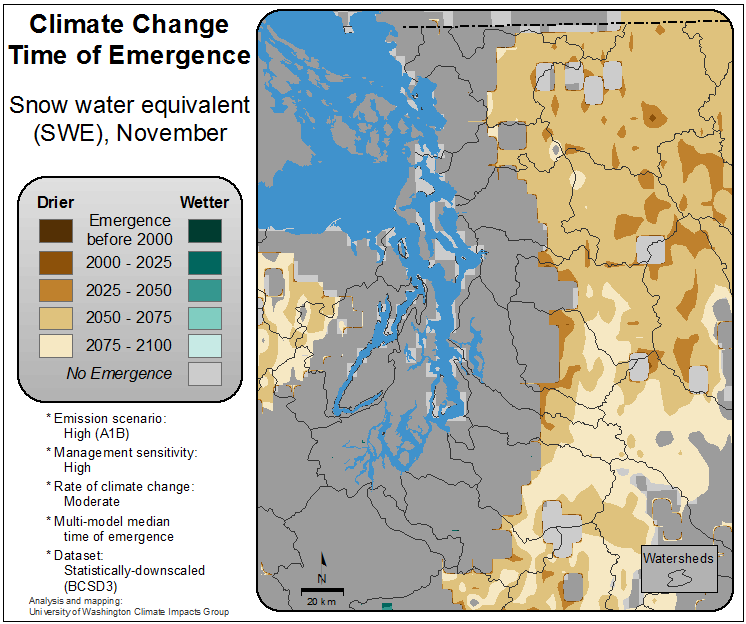 Climate Change
Time of Emergence
Snow water equivalent
(SWE), November
Drier
Wetter
Emergence
before 2000
2000 - 2025
2025 - 2050
2050 - 2075
2075 - 2100
No Emergence
* Emission scenario:
High (A1B)
* Management sensitivity:
High
* Rate of climate change:
Moderate
* Multi-model median
time of emergence
* Dataset:
Statistically-downscaled
(BCSD3)
Analysis and mapping:
University of Washington Climate Impacts Group
N
20 km
Watersheds